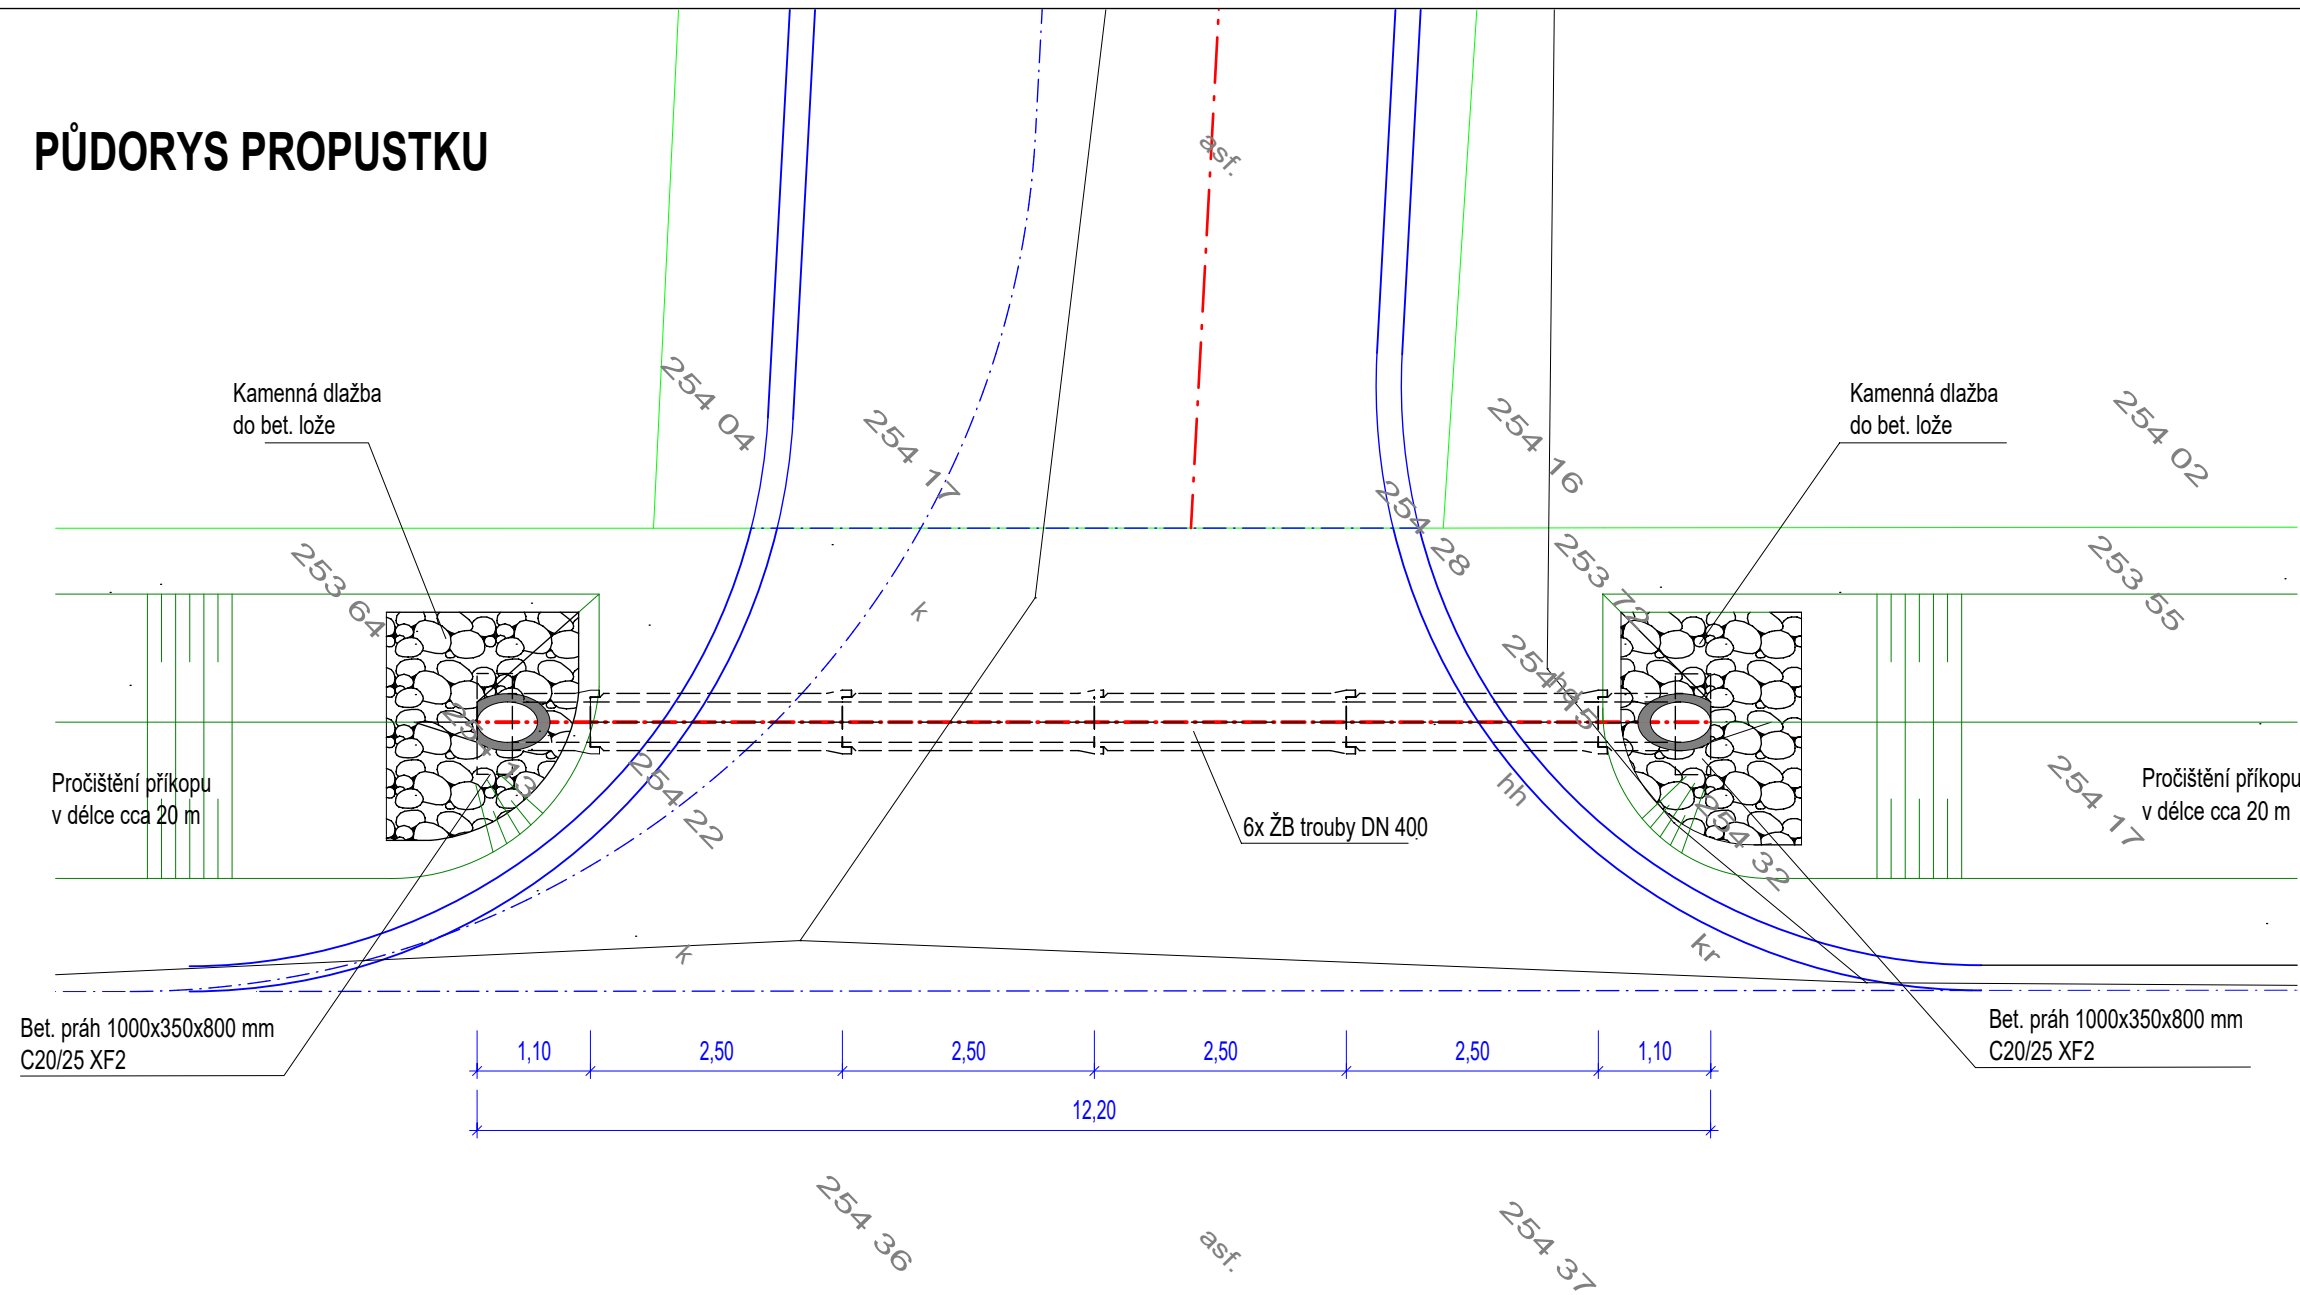 PŮDORYS PROPUSTKU
asf.
Kamenná dlažba
do bet. lože
Kamenná dlažba
do bet. lože
254 04
254 17
254 16
254 02
254 28
253 64
253 72
253 55
k
hh
Pročištění příkopu
v délce cca 20 m
254 22
hh
254 32
254 17
Pročištění příkopu
v délce cca 20 m
6x ŽB trouby DN 400
k
kr
Bet. práh 1000x350x800 mm
C20/25 XF2
Bet. práh 1000x350x800 mm
C20/25 XF2
1,10
2,50
2,50
2,50
2,50
1,10
12,20
254 36
asf.
254 37